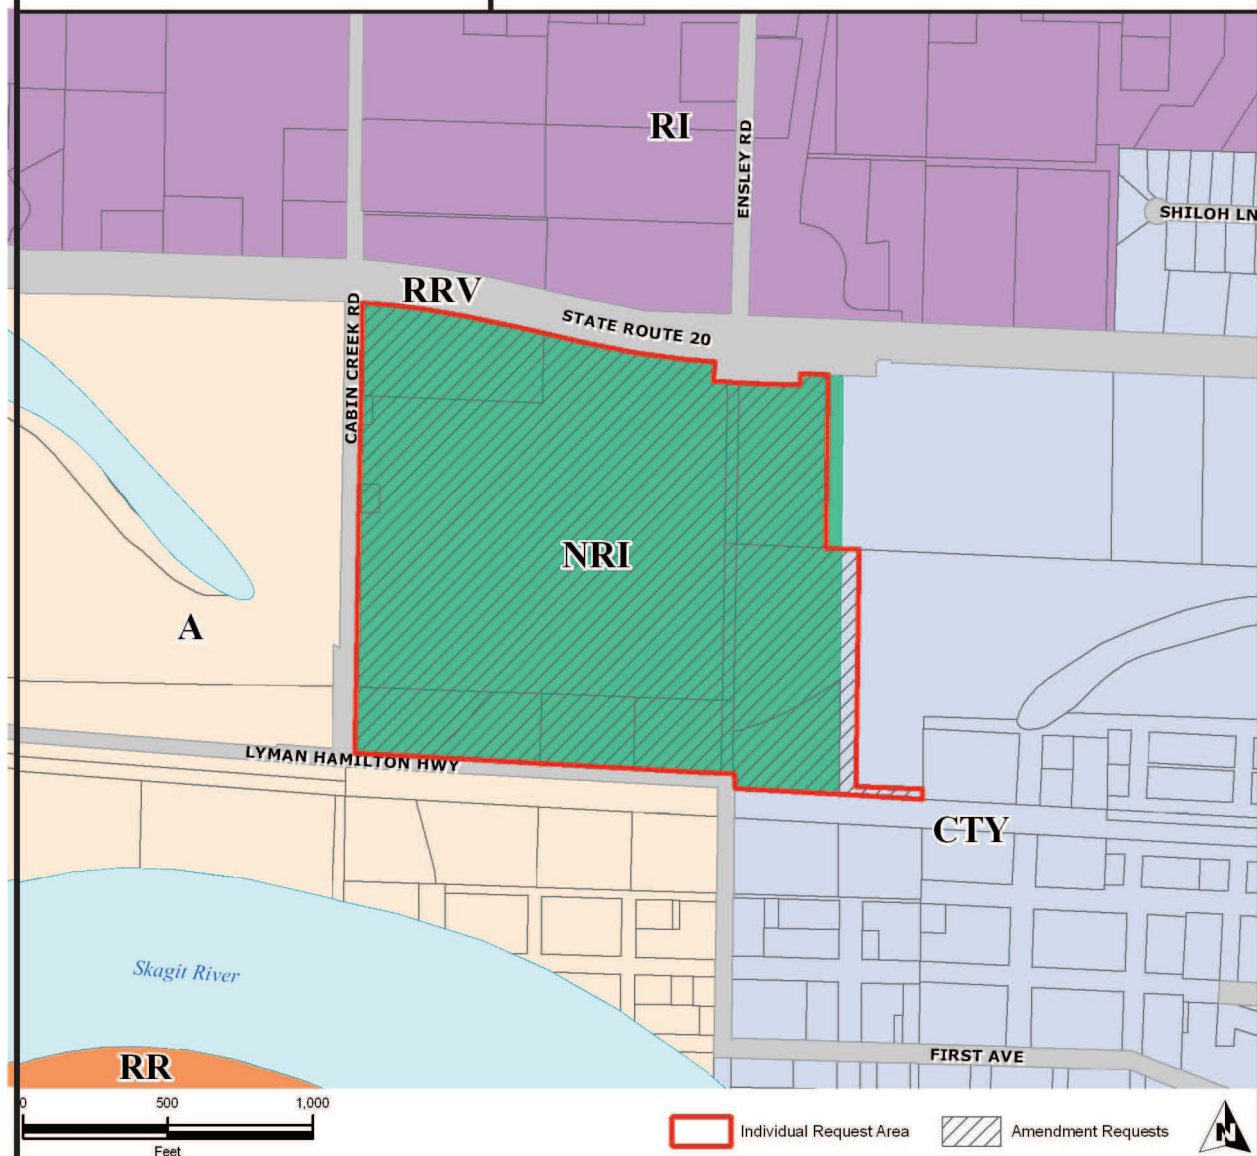 RI
ENSLEY RD
SHILOH LN
RRV
STATE ROUTE 20
CABIN CREEK RD
NRI
A
LYMAN HAMILTON HWY
CTY
Skagit River
FIRST AVE
RR
0 500 1,000
Feet
Individual Request Area
Amendment Requests
N